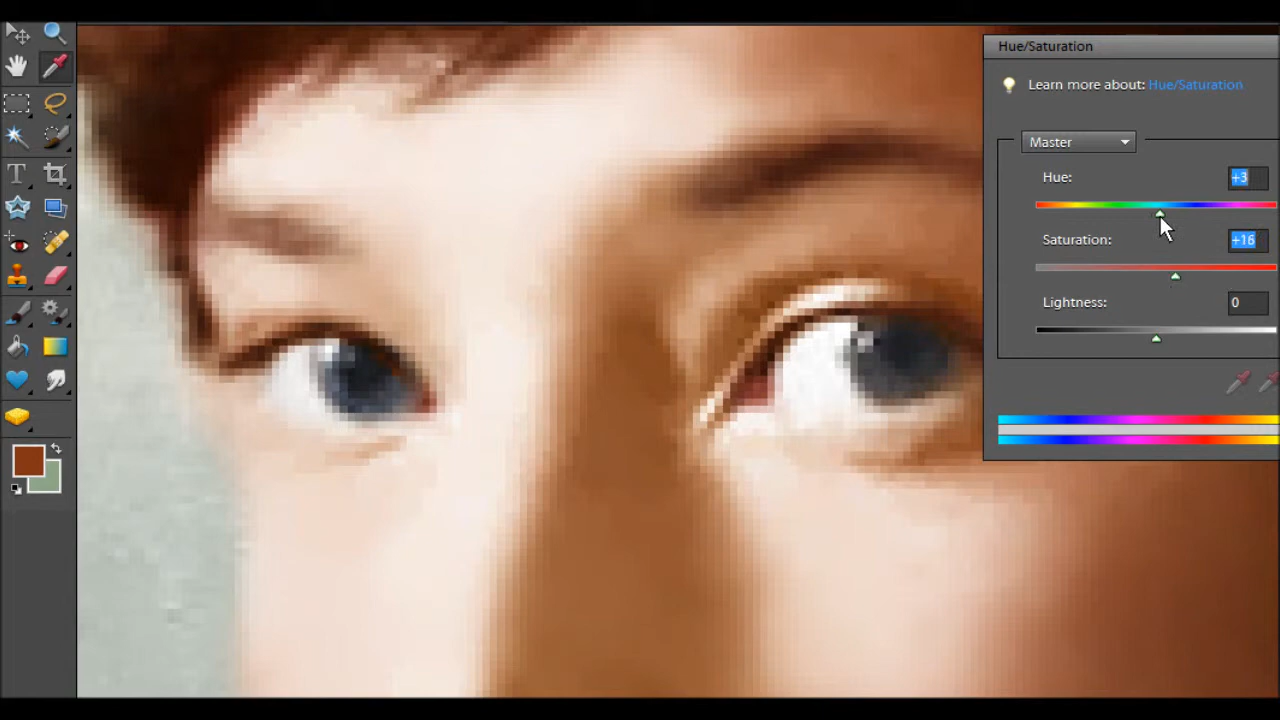 Hue/Saturation
Learn more about: Hue/Saturation
Master
Hue: +3
Saturation: +16
Lightness: 0
T